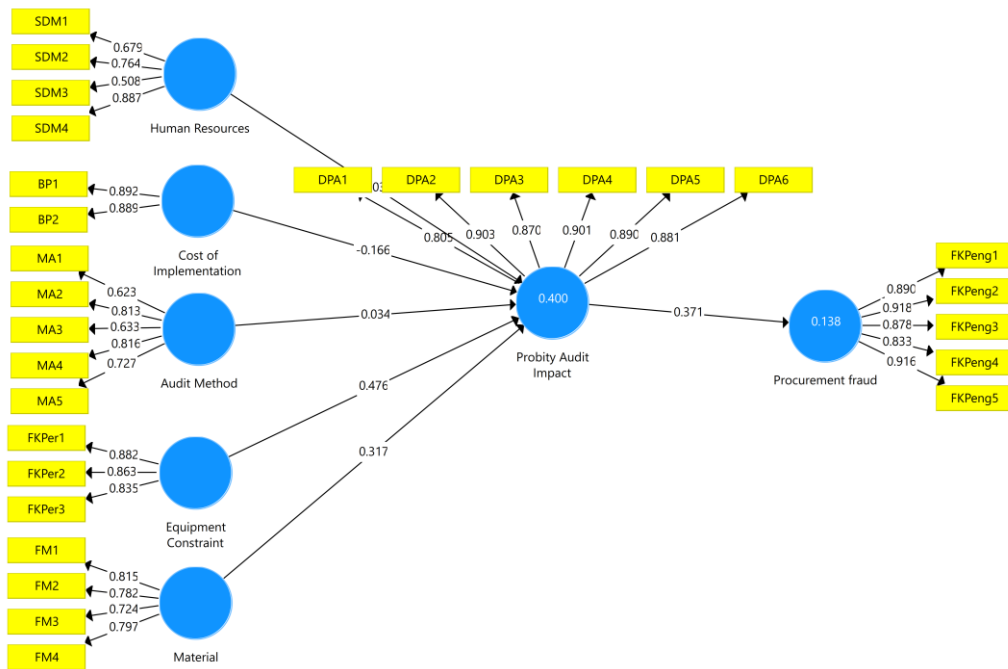 SDM1
SDM2
SDM3
SDM4
0.679
0.764
0.508
0.887
Human Resources
BP1
BP2
0.892
0.889
Cost of
Implementation
MA1
MA2
MA3
MA4
MA5
0.623
0.813
0.633
0.816
0.727
Audit Method
FKPer1
FKPer2
FKPer3
0.882
0.863
0.835
Equipment
Constraint
FM1
FM2
FM3
FM4
0.815
0.782
0.724
0.797
Material
-0.166
0.034
0.476
0.317
DPA1
DPA2
DPA3
DPA4
DPA5
DPA6
0.805
0.903
0.870
0.901
0.890
0.881
0.400
Probity Audit
Impact
0.371
0.138
Procurement fraud
0.890
0.918
0.878
0.833
0.916
FKPeng1
FKPeng2
FKPeng3
FKPeng4
FKPeng5